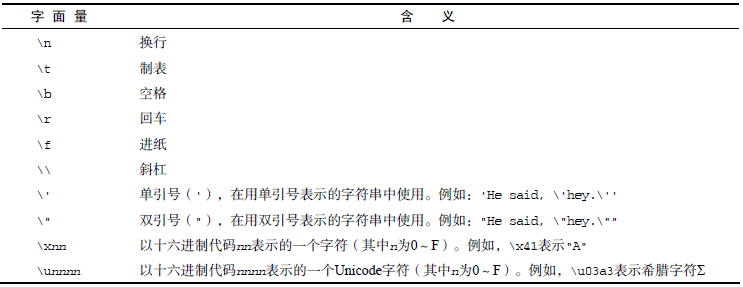 字 面 量 含 义
\n 换行
\t 制表
\b 空格
\r 回车
\f 进纸
\\ 斜杠
\' 单引号（'），在用单引号表示的字符串中使用。例如：'He said, \'hey.\''
\" 双引号（"），在用双引号表示的字符串中使用。例如："He said, \"hey.\""
\xnn 以十六进制代码nn表示的一个字符（其中n为0～F）。例如，\x41表示"A"
\unnnn 以十六进制代码nnnn表示的一个Unicode字符（其中n为0～F）。例如，\u03a3表示希腊字符Σ